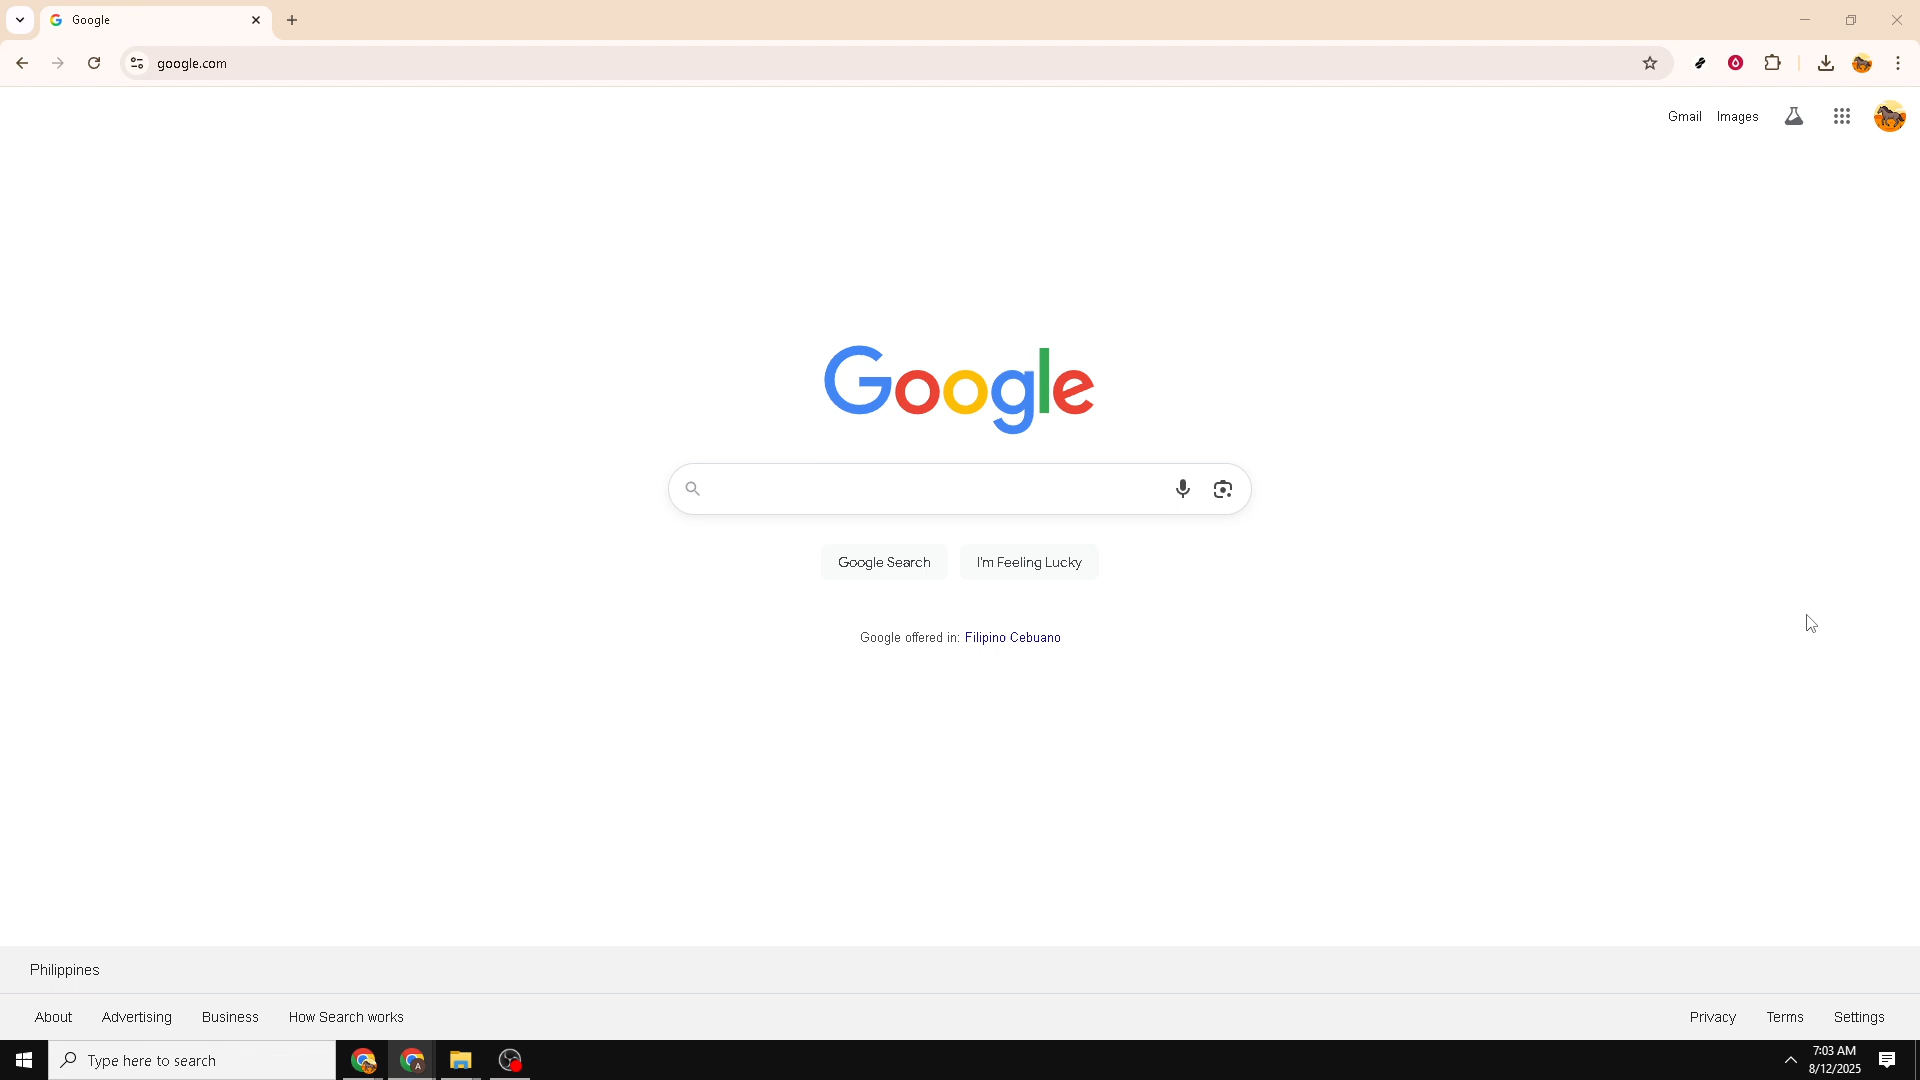 Google
google.com
Gmail Images
Google
Google Search I'm Feeling Lucky
Google offered in: Filipino Cebuano
Philippines
About Advertising Business How Search works Privacy Terms Settings
Type here to search A 7:03 AM
8/12/2025